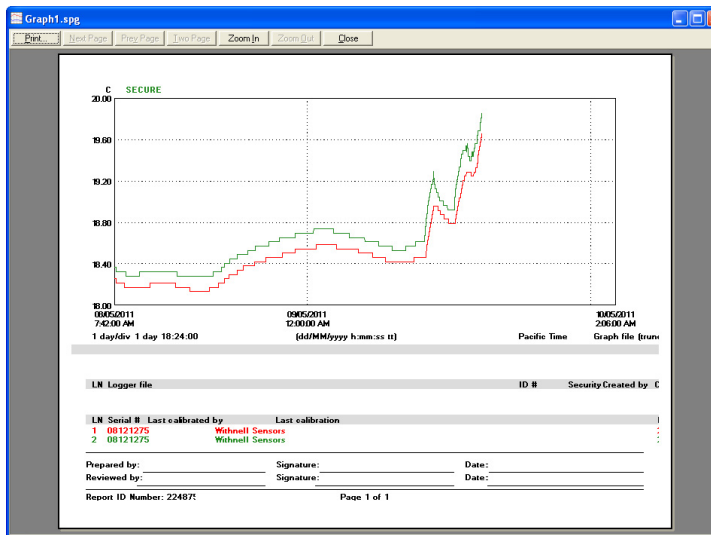 Graph1.spg
Print... Next Page Prev Page Two Page Zoom In Zoom Out Close
C SECURE
20.00
19.60
19.20
18.80
18.40
18.00
08/05/2011 09/05/2011 10/05/2011
7:42:00 AM 12:00:00 AM 2:06:00 AM
1 day/div 1 day 18:24:00 (dd/MM/yyyy h:mm:ss tt) Pacific Time Graph file (trun
LN Logger file ID # Security Created by
LN Serial # Last calibrated by Last calibration
1 08121275 Withnell Sensors
2 08121275 Withnell Sensors
Prepared by: Signature: Date:
Reviewed by: Signature: Date:
Report ID Number: 22487 Page 1 of 1